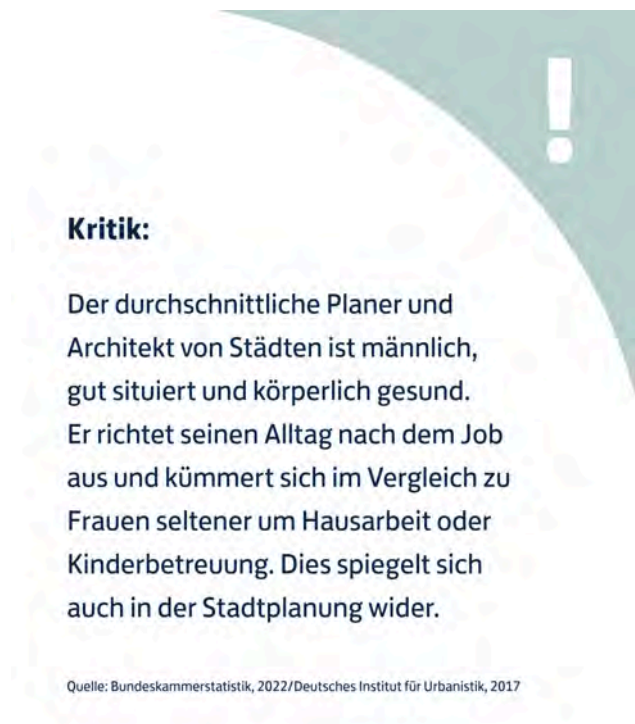 !
Kritik:
Der durchschnittliche Planer und
Architekt von Städten ist männlich,
gut situiert und körperlich gesund.
Er richtet seinen Alltag nach dem Job
aus und kümmert sich im Vergleich zu
Frauen seltener um Hausarbeit oder
Kinderbetreuung. Dies spiegelt sich
auch in der Stadtplanung wider.
Quelle: Bundeskammerstatistik, 2022/Deutsches Institut für Urbanistik, 2017